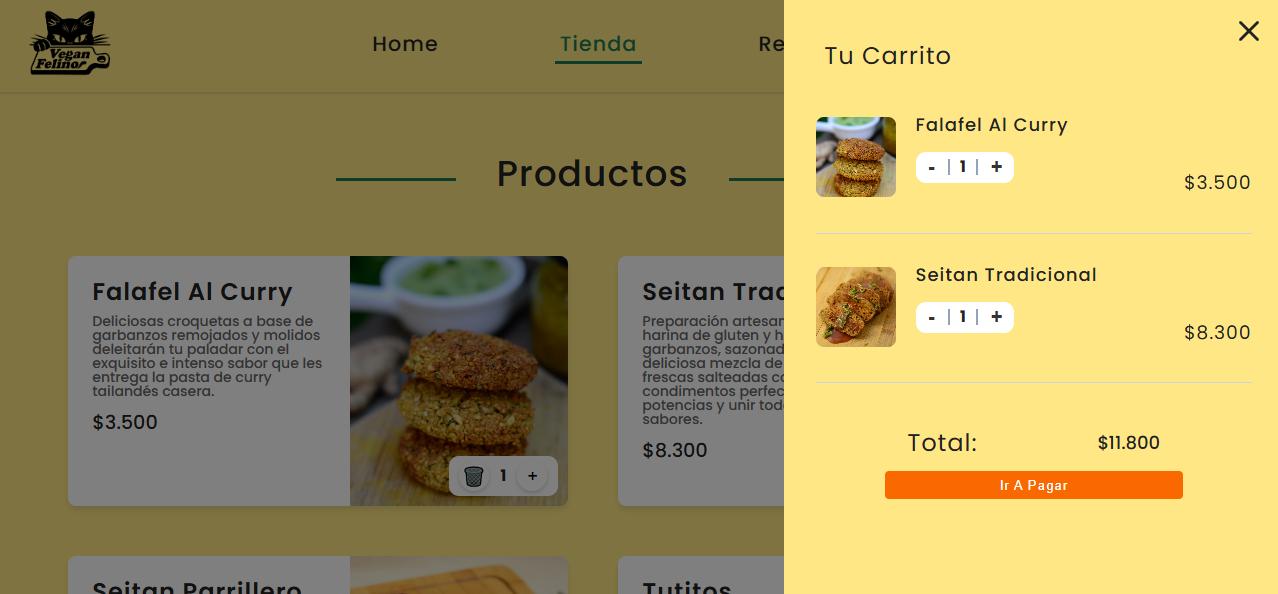 Vegan
Felino
Home
Tienda
Re
Productos
Falafel Al Curry
Deliciosas croquetas a base de
garbanzos remojados y molidos
deleitarán tu paladar con el
exquisito e intenso sabor que les
entrega la pasta de curry
tailandés casera.
$3.500
1 +
Seitan Trad
Preparación artesan
harina de gluten y h
garbanzos, sazonad
deliciosa mezcla de
frescas salteadas co
condimentos perfec
potencias y unir tod
sabores.
$8.300
Seitan Parrillero
Tutitos
Tu Carrito
Falafel Al Curry
- | 1 | +
$3.500
Seitan Tradicional
- | 1 | +
$8.300
Total: $11.800
Ir A Pagar